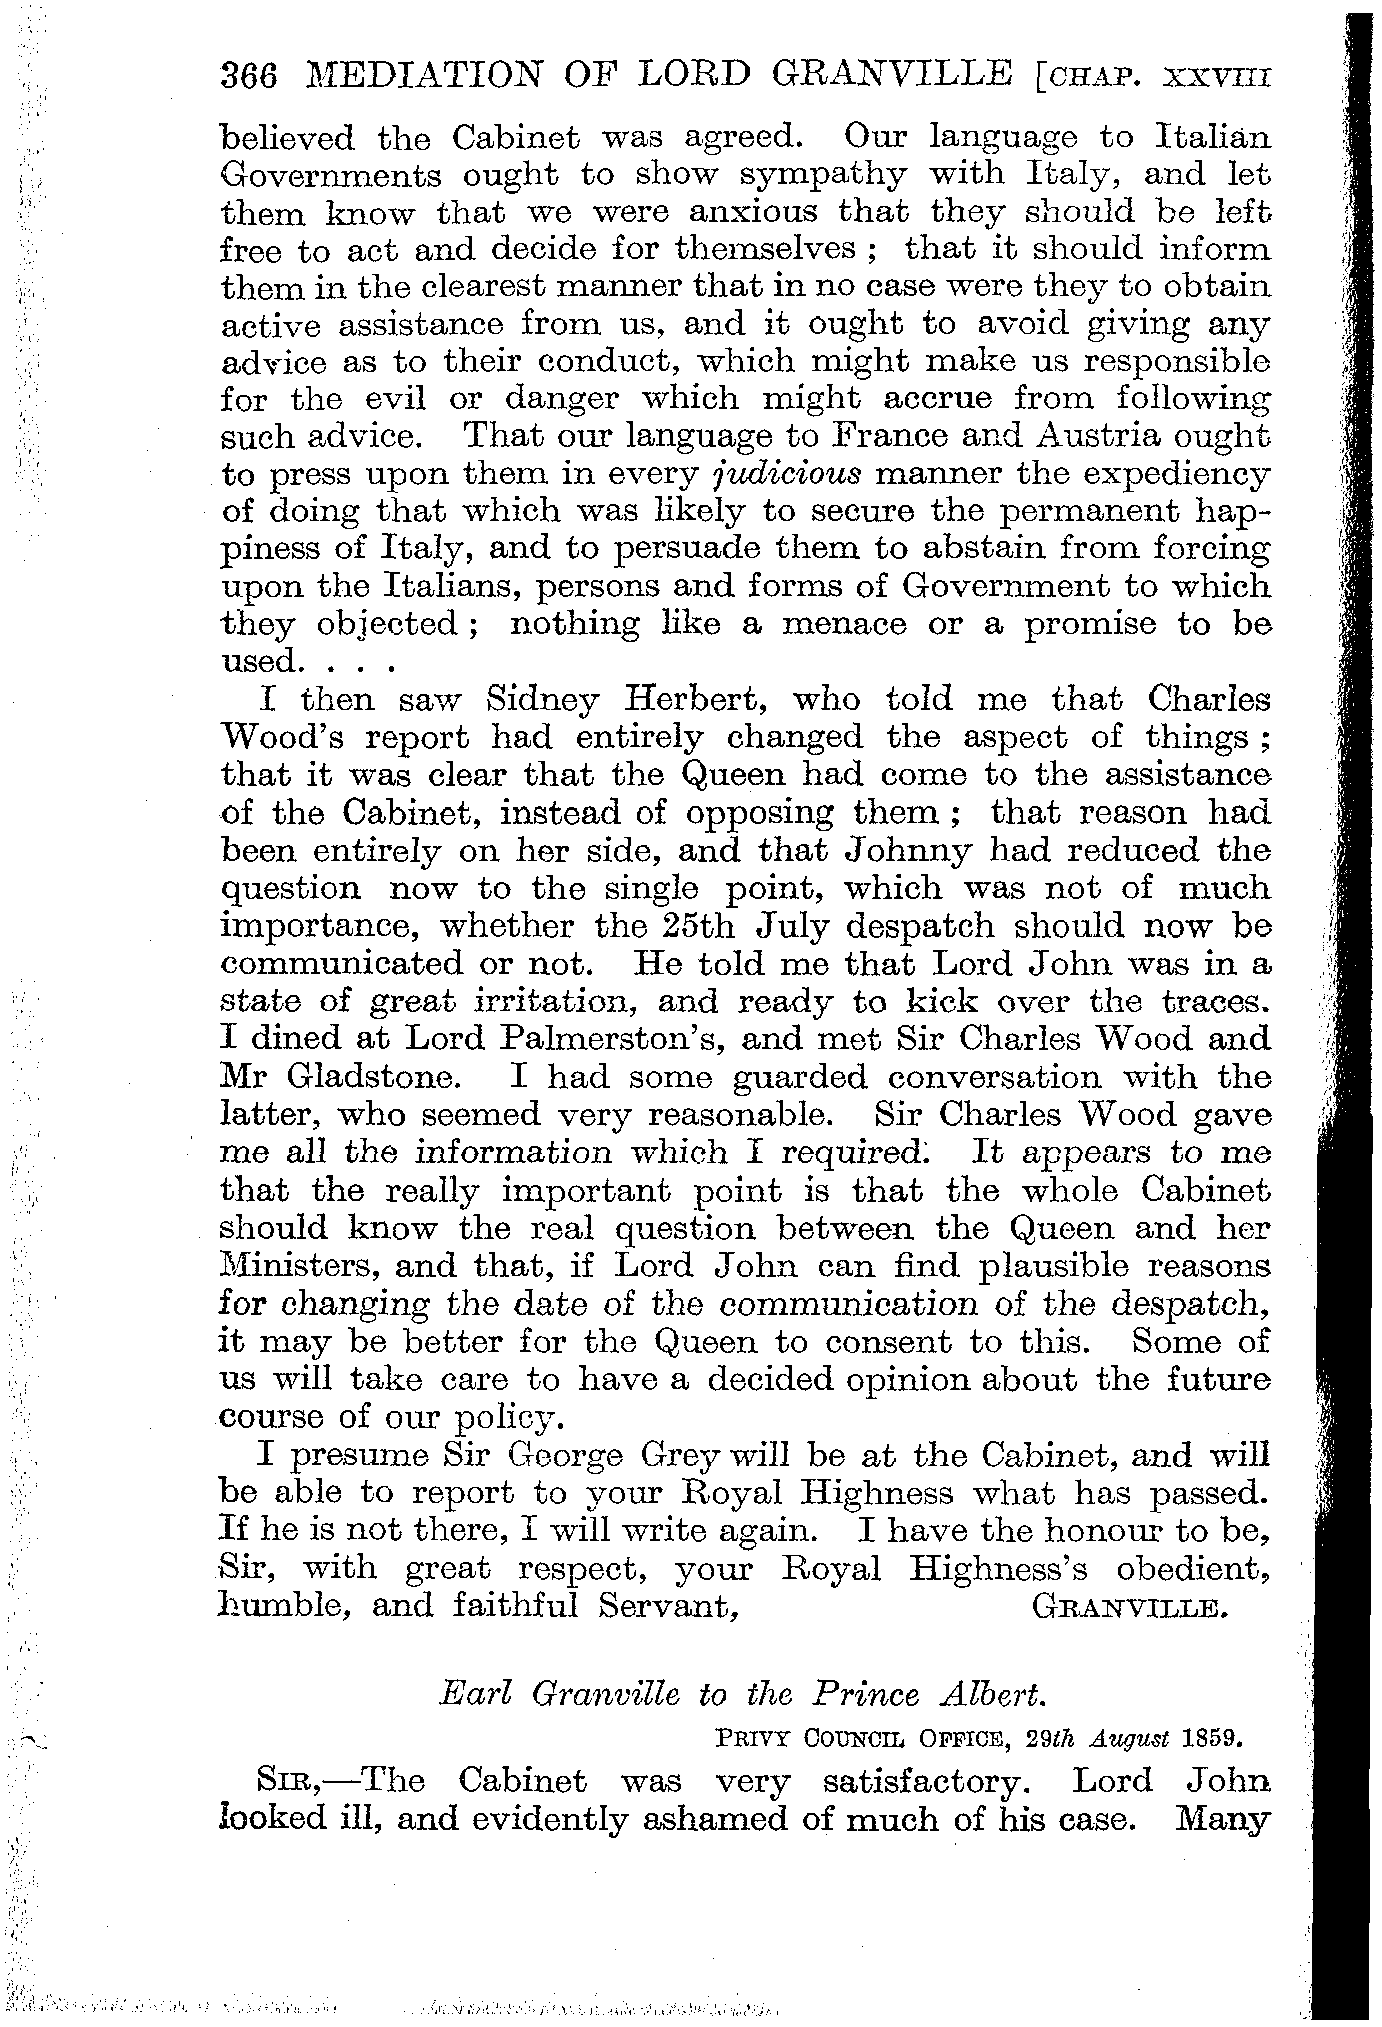 366 MEDIATION OF LORD GRANVILLE [CHAP. XXVIII
believed the Cabinet was agreed. Our language to Italian
Governments ought to show sympathy with Italy, and let
them know that we were anxious that they should be left
free to act and decide for themselves ; that it should inform
them in the clearest manner that in no case were they to obtain
active assistance from us, and it ought to avoid giving any
advice as to their conduct, which might make us responsible
for the evil or danger which might accrue from following
such advice. That our language to France and Austria ought
to press upon them in every judicious manner the expediency
of doing that which was likely to secure the permanent hap-
piness of Italy, and to persuade them to abstain from forcing
upon the Italians, persons and forms of Government to which
they objected ; nothing like a menace or a promise to be
used. . . .
I then saw Sidney Herbert, who told me that Charles
Wood's report had entirely changed the aspect of things ;
that it was clear that the Queen had come to the assistance
of the Cabinet, instead of opposing them ; that reason had
been entirely on her side, and that Johnny had reduced the
question now to the single point, which was not of much
importance, whether the 25th July despatch should now be
communicated or not. He told me that Lord John was in a
state of great irritation, and ready to kick over the traces.
I dined at Lord Palmerston's, and met Sir Charles Wood and
Mr Gladstone. I had some guarded conversation with the
latter, who seemed very reasonable. Sir Charles Wood gave
me all the information which I required. It appears to me
that the really important point is that the whole Cabinet
should know the real question between the Queen and her
Ministers, and that, if Lord John can find plausible reasons
for changing the date of the communication of the despatch,
it may be better for the Queen to consent to this. Some of
us will take care to have a decided opinion about the future
course of our policy.
I presume Sir George Grey will be at the Cabinet, and will
be able to report to your Royal Highness what has passed.
If he is not there, I will write again. I have the honour to be,
Sir, with great respect, your Royal Highness's obedient,
humble, and faithful Servant, GRANVILLE.
Earl Granville to the Prince Albert.
PRIVY COUNCIL OFFICE, 29th August 1859.
SIR,—The Cabinet was very satisfactory. Lord John
looked ill, and evidently ashamed of much of his case. Many